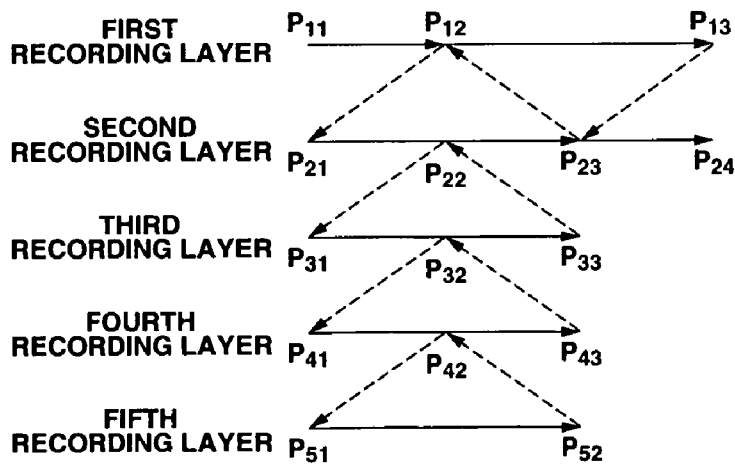 FIRST
RECORDING LAYER
P11 P12 P13
SECOND
RECORDING LAYER
P21 P22 P23 P24
THIRD
RECORDING LAYER
P31 P32 P33
FOURTH
RECORDING LAYER
P41 P42 P43
FIFTH
RECORDING LAYER
P51 P52